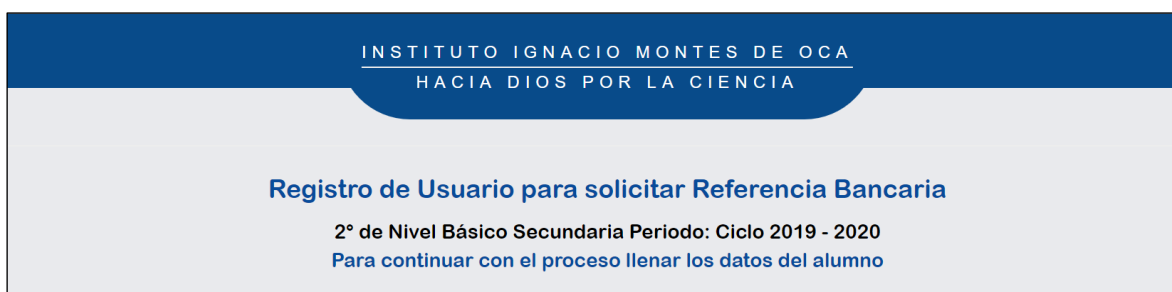 INSTITUTO IGNACIO MONTES DE OCA
HACIA DIOS POR LA CIENCIA
Registro de Usuario para solicitar Referencia Bancaria
2° de Nivel Básico Secundaria Periodo: Ciclo 2019 - 2020
Para continuar con el proceso llenar los datos del alumno